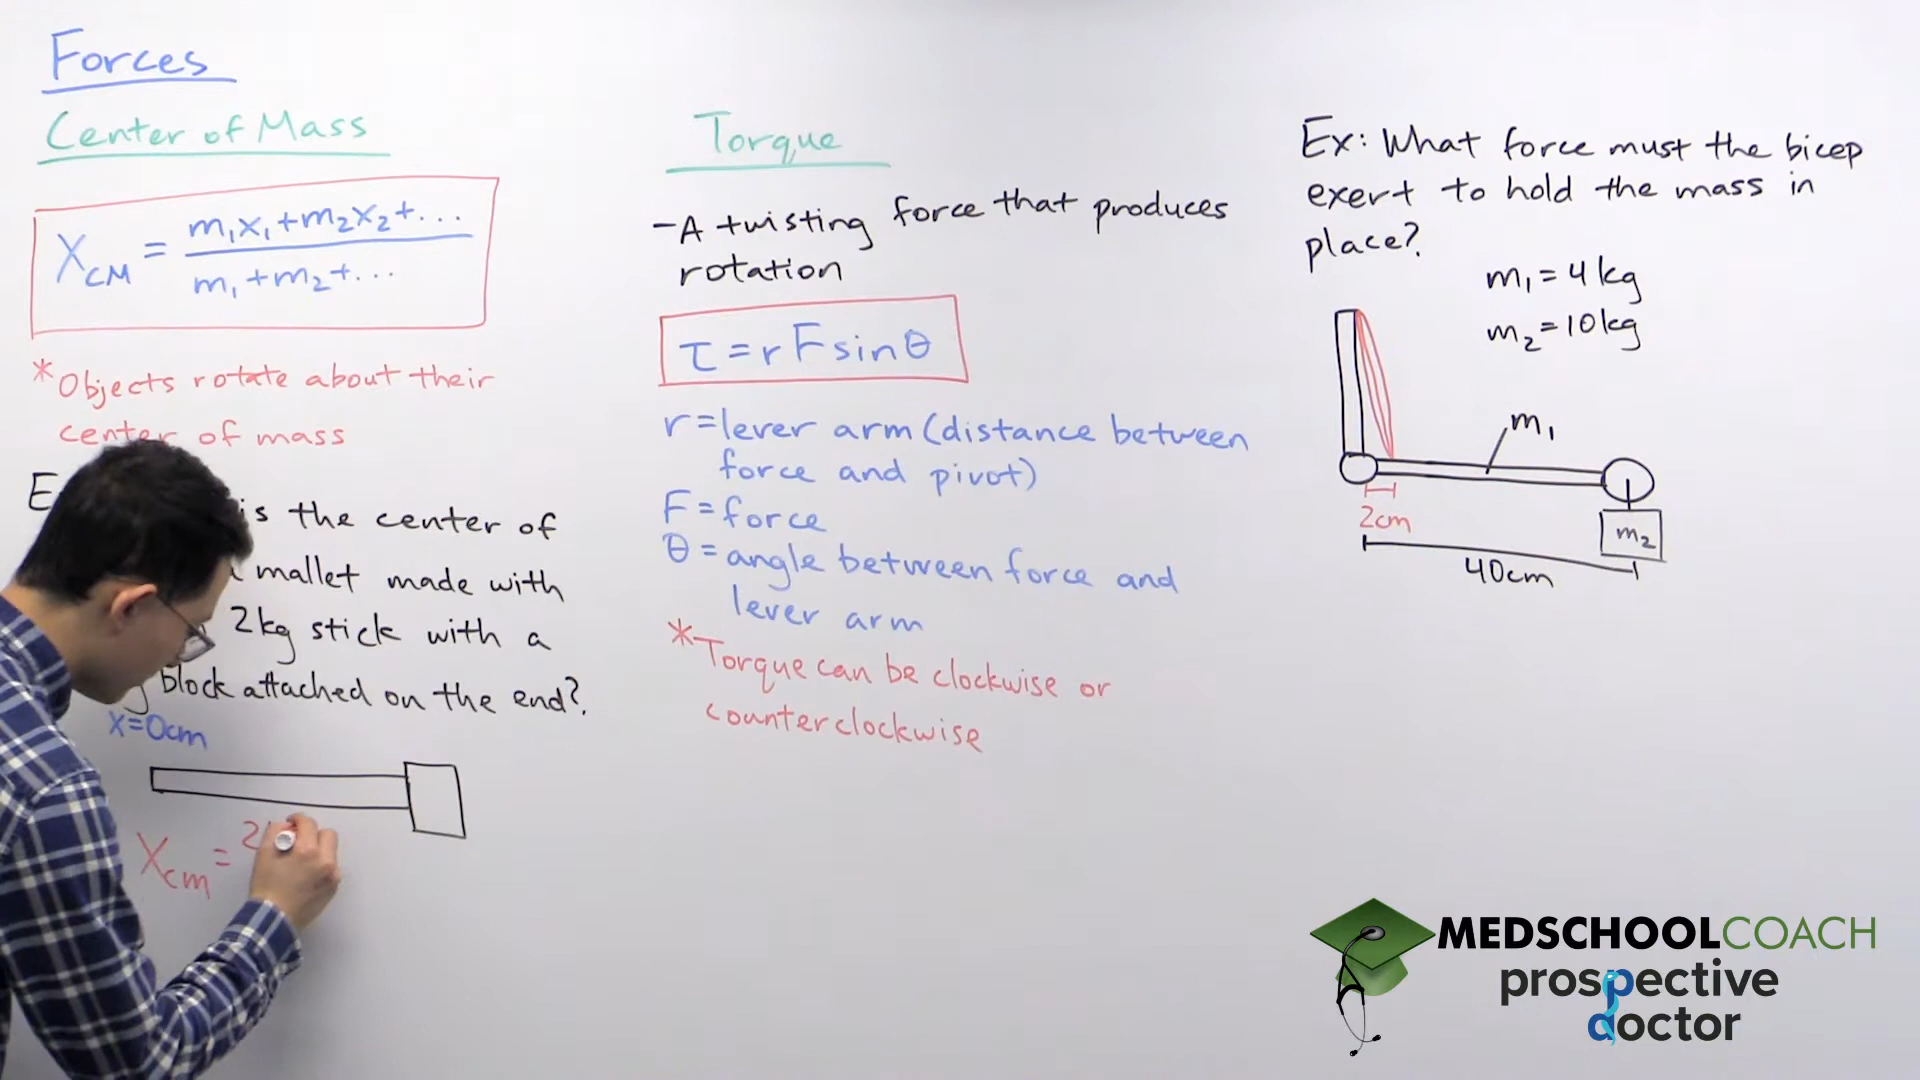 Forces
Center of Mass
X_CM = (m₁x₁+m₂x₂+...)/(m₁+m₂+...)
*Objects rotate about their
center of mass
is the center of
mallet made with
2kg stick with a
block attached on the end?
x=0cm
X_cm =
Torque
-A twisting force that produces
rotation
τ=rFsinθ
r=lever arm (distance between
force and pivot)
F=force
θ=angle between force and
lever arm
*Torque can be clockwise or
counterclockwise
Ex: What force must the bicep
exert to hold the mass in
place?
m₁=4kg
m₂=10kg
m₁
2cm
m₂
40cm
MEDSCHOOLCOACH
prospective
doctor